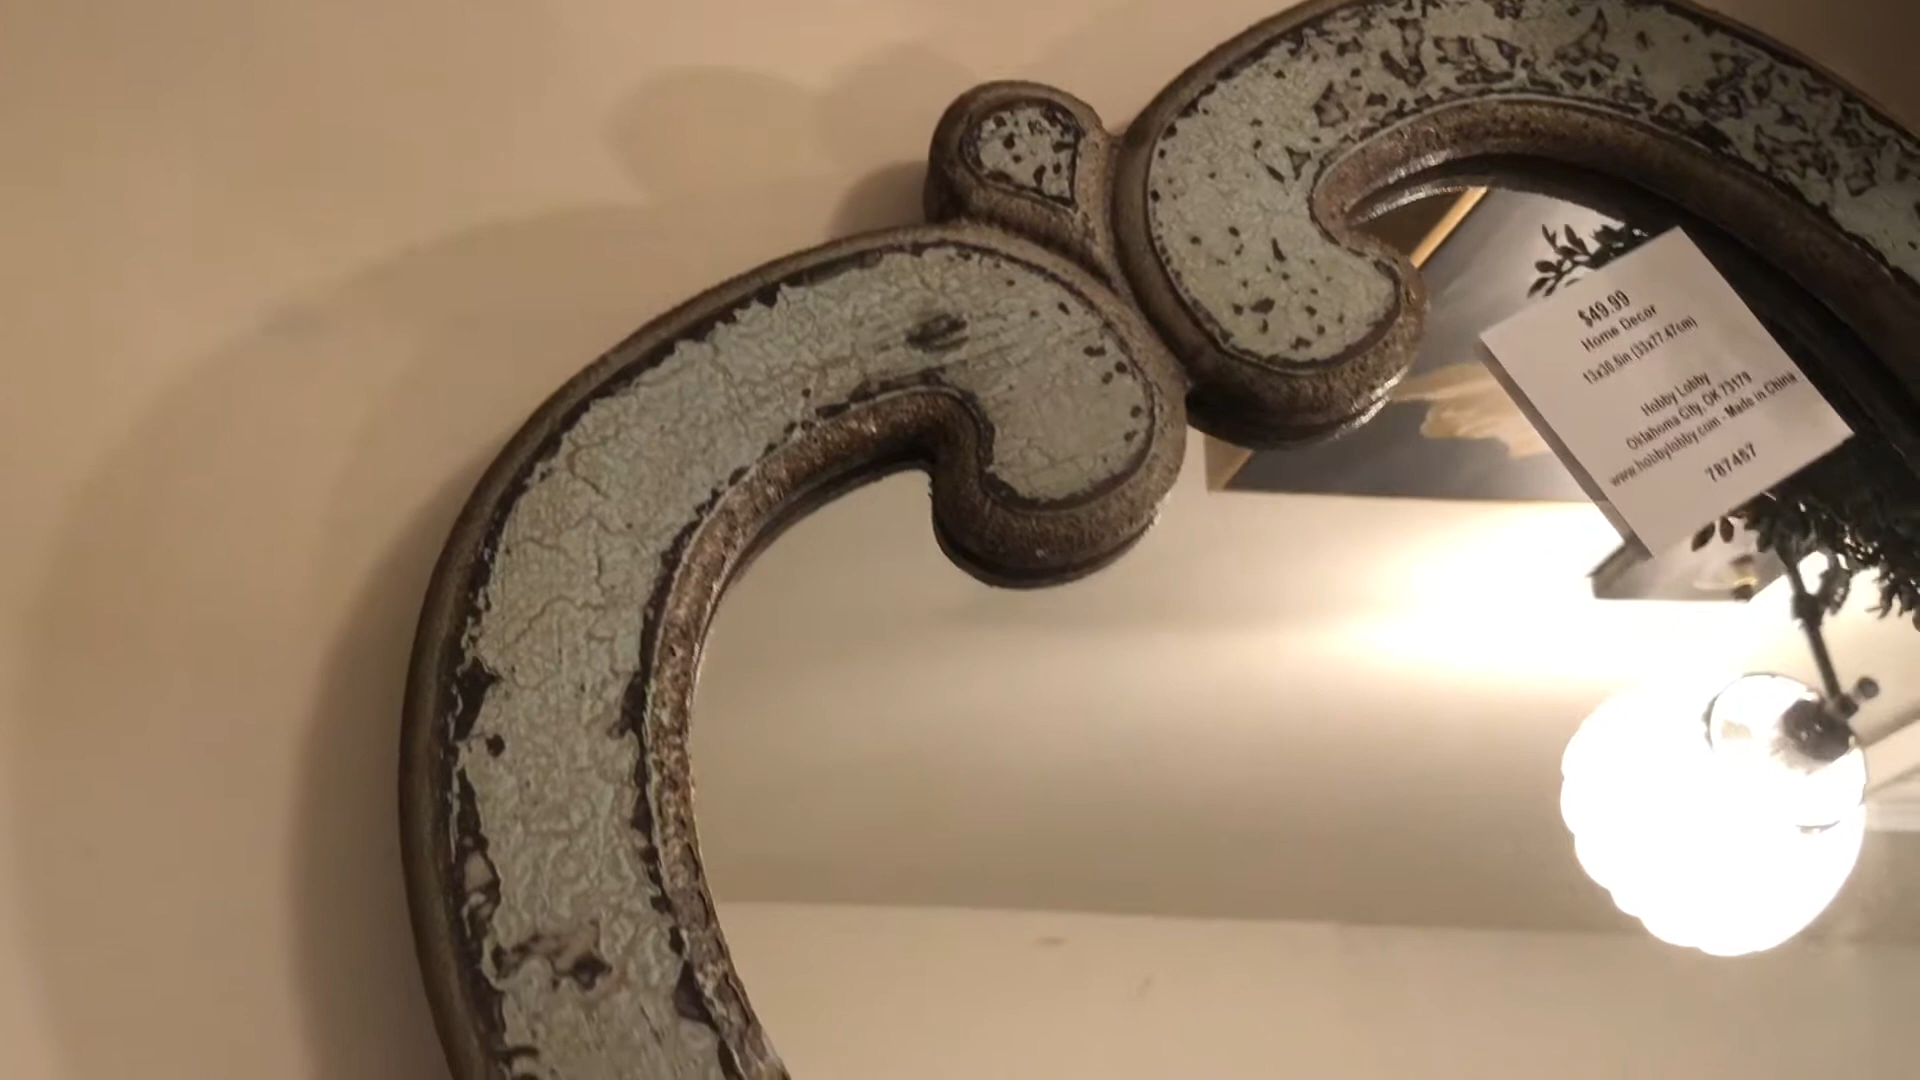 $49.99
Home Decor
13x30.5in (33x77.47cm)
Hobby Lobby
Oklahoma City, OK 73179
www.hobbylobby.com - Made in China
787457